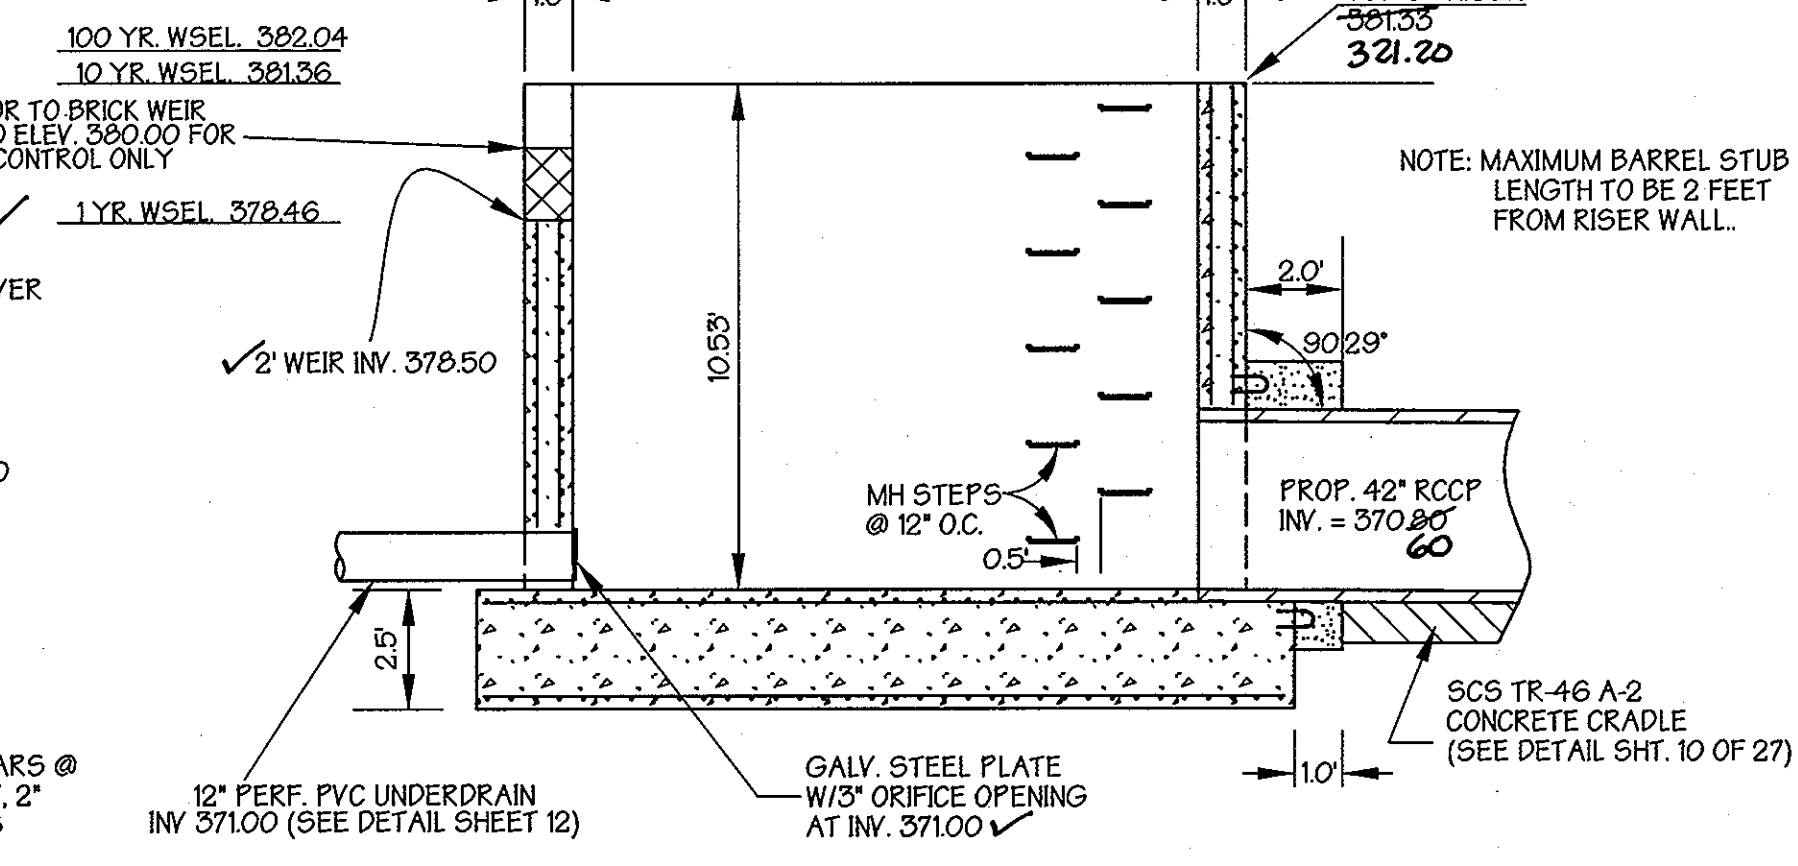 1.0'
1.0'
381.33
321.20
100 YR. WSEL. 382.04
10 YR. WSEL. 381.36
OR TO BRICK WEIR
ELEV. 380.00 FOR
CONTROL ONLY
1 YR. WSEL. 378.46
NOTE: MAXIMUM BARREL STUB
LENGTH TO BE 2 FEET
FROM RISER WALL..
2.0'
90.29°
✓2' WEIR INV. 378.50
10.53'
MH STEPS
@ 12" O.C.
0.5'
PROP. 42" RCCP
INV. = 370.80
60
2.5'
SCS TR-46 A-2
CONCRETE CRADLE
(SEE DETAIL SHT. 10 OF 27)
1.0'
ARS @
, 2"
12" PERF. PVC UNDERDRAIN
INV 371.00 (SEE DETAIL SHEET 12)
GALV. STEEL PLATE
W/3" ORIFICE OPENING
AT INV. 371.00 ✓